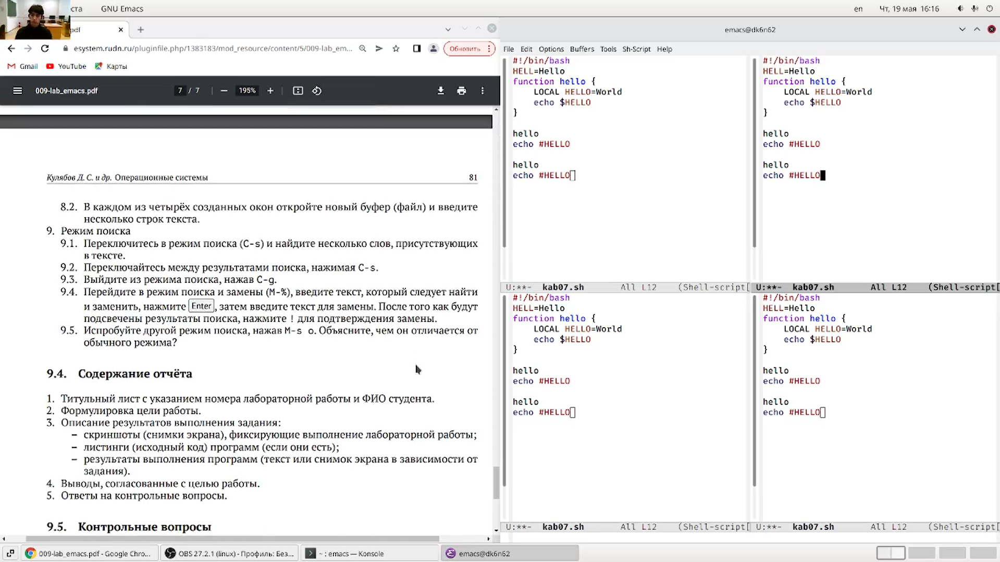 ста GNU Emacs en Чт, 19 мая 16:16
pdf
emacs@dk6n62
esystem.rudn.ru/pluginfile.php/1383183/mod_resource/content/5/009-lab_em... Обновить
Gmail YouTube Карты
009-lab_emacs.pdf 7 / 7 195%
Кулябов Д. С. и др. Операционные системы 81
8.2. В каждом из четырёх созданных окон откройте новый буфер (файл) и введите
несколько строк текста.
9. Режим поиска
9.1. Переключитесь в режим поиска (C-s) и найдите несколько слов, присутствующих
в тексте.
9.2. Переключайтесь между результатами поиска, нажимая C-s.
9.3. Выйдите из режима поиска, нажав C-g.
9.4. Перейдите в режим поиска и замены (M-%), введите текст, который следует найти
и заменить, нажмите Enter, затем введите текст для замены. После того как будут
подсвечены результаты поиска, нажмите ! для подтверждения замены.
9.5. Испробуйте другой режим поиска, нажав M-s o. Объясните, чем он отличается от
обычного режима?
9.4. Содержание отчёта
1. Титульный лист с указанием номера лабораторной работы и ФИО студента.
2. Формулировка цели работы.
3. Описание результатов выполнения задания:
– скриншоты (снимки экрана), фиксирующие выполнение лабораторной работы;
– листинги (исходный код) программ (если они есть);
– результаты выполнения программ (текст или снимок экрана в зависимости от
задания).
4. Выводы, согласованные с целью работы.
5. Ответы на контрольные вопросы.
9.5. Контрольные вопросы
File Edit Options Buffers Tools Sh-Script Help
#!/bin/bash
HELL=Hello
function hello {
LOCAL HELLO=World
echo $HELLO
}
hello
echo #HELLO
hello
echo #HELLO
U:**- kab07.sh All L12 (Shell-script[
#!/bin/bash
HELL=Hello
function hello {
LOCAL HELLO=World
echo $HELLO
}
hello
echo #HELLO
hello
echo #HELLO
U:**- kab07.sh All L12 (Shell-script[
#!/bin/bash
HELL=Hello
function hello {
LOCAL HELLO=World
echo $HELLO
}
hello
echo #HELLO
hello
echo #HELLO
U:**- kab07.sh All L12 (Shell-script[
#!/bin/bash
HELL=Hello
function hello {
LOCAL HELLO=World
echo $HELLO
}
hello
echo #HELLO
hello
echo #HELLO
U:**- kab07.sh All L12 (Shell-script[
009-lab_emacs.pdf - Google Chro... OBS 27.2.1 (linux) - Профиль: Без... ~ : emacs — Konsole emacs@dk6n62